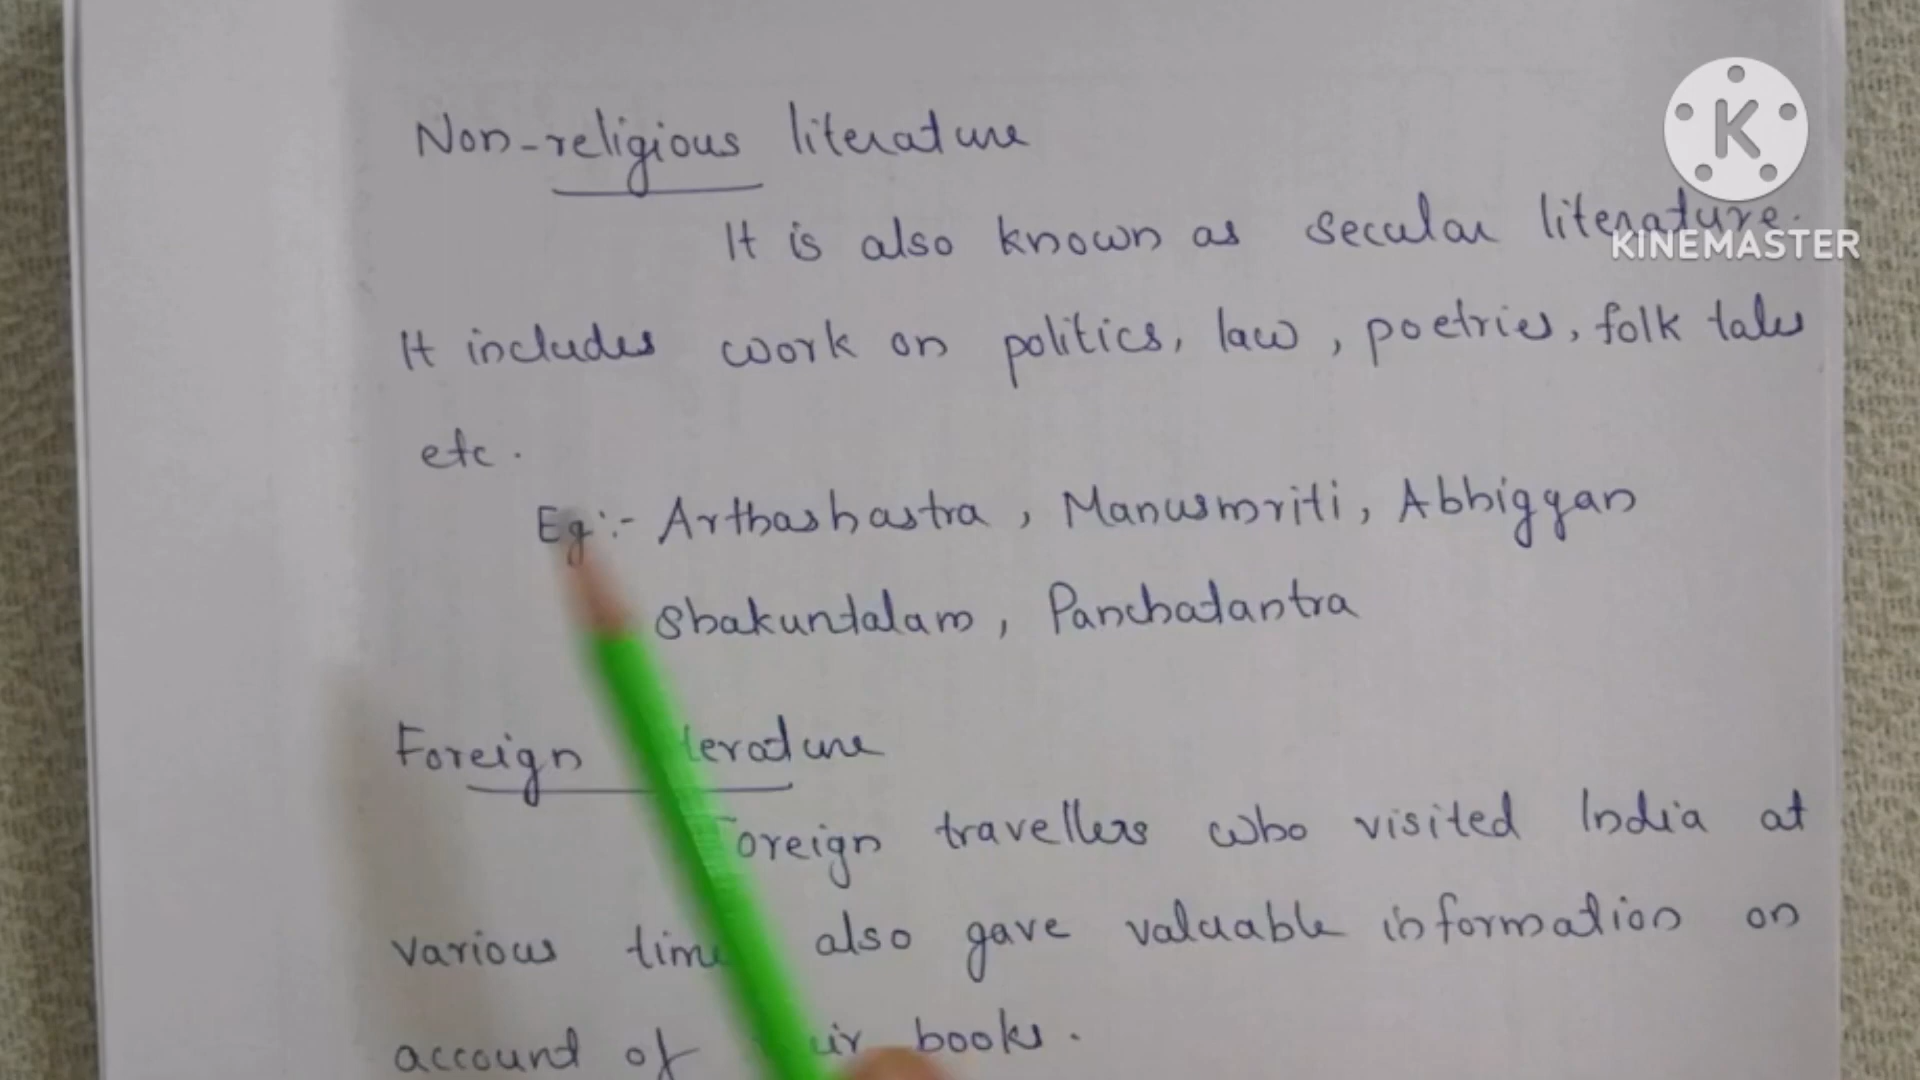 Non-religious literature
It is also known as secular literature.
KINEMASTER
It includes work on politics, law, poetries, folk tales
etc.
Eg:- Arthashastra, Manusmriti, Abhiggan
Shakuntalam, Panchatantra
Foreign
Foreign travellers who visited India at
various also gave valuable information on
account of books.